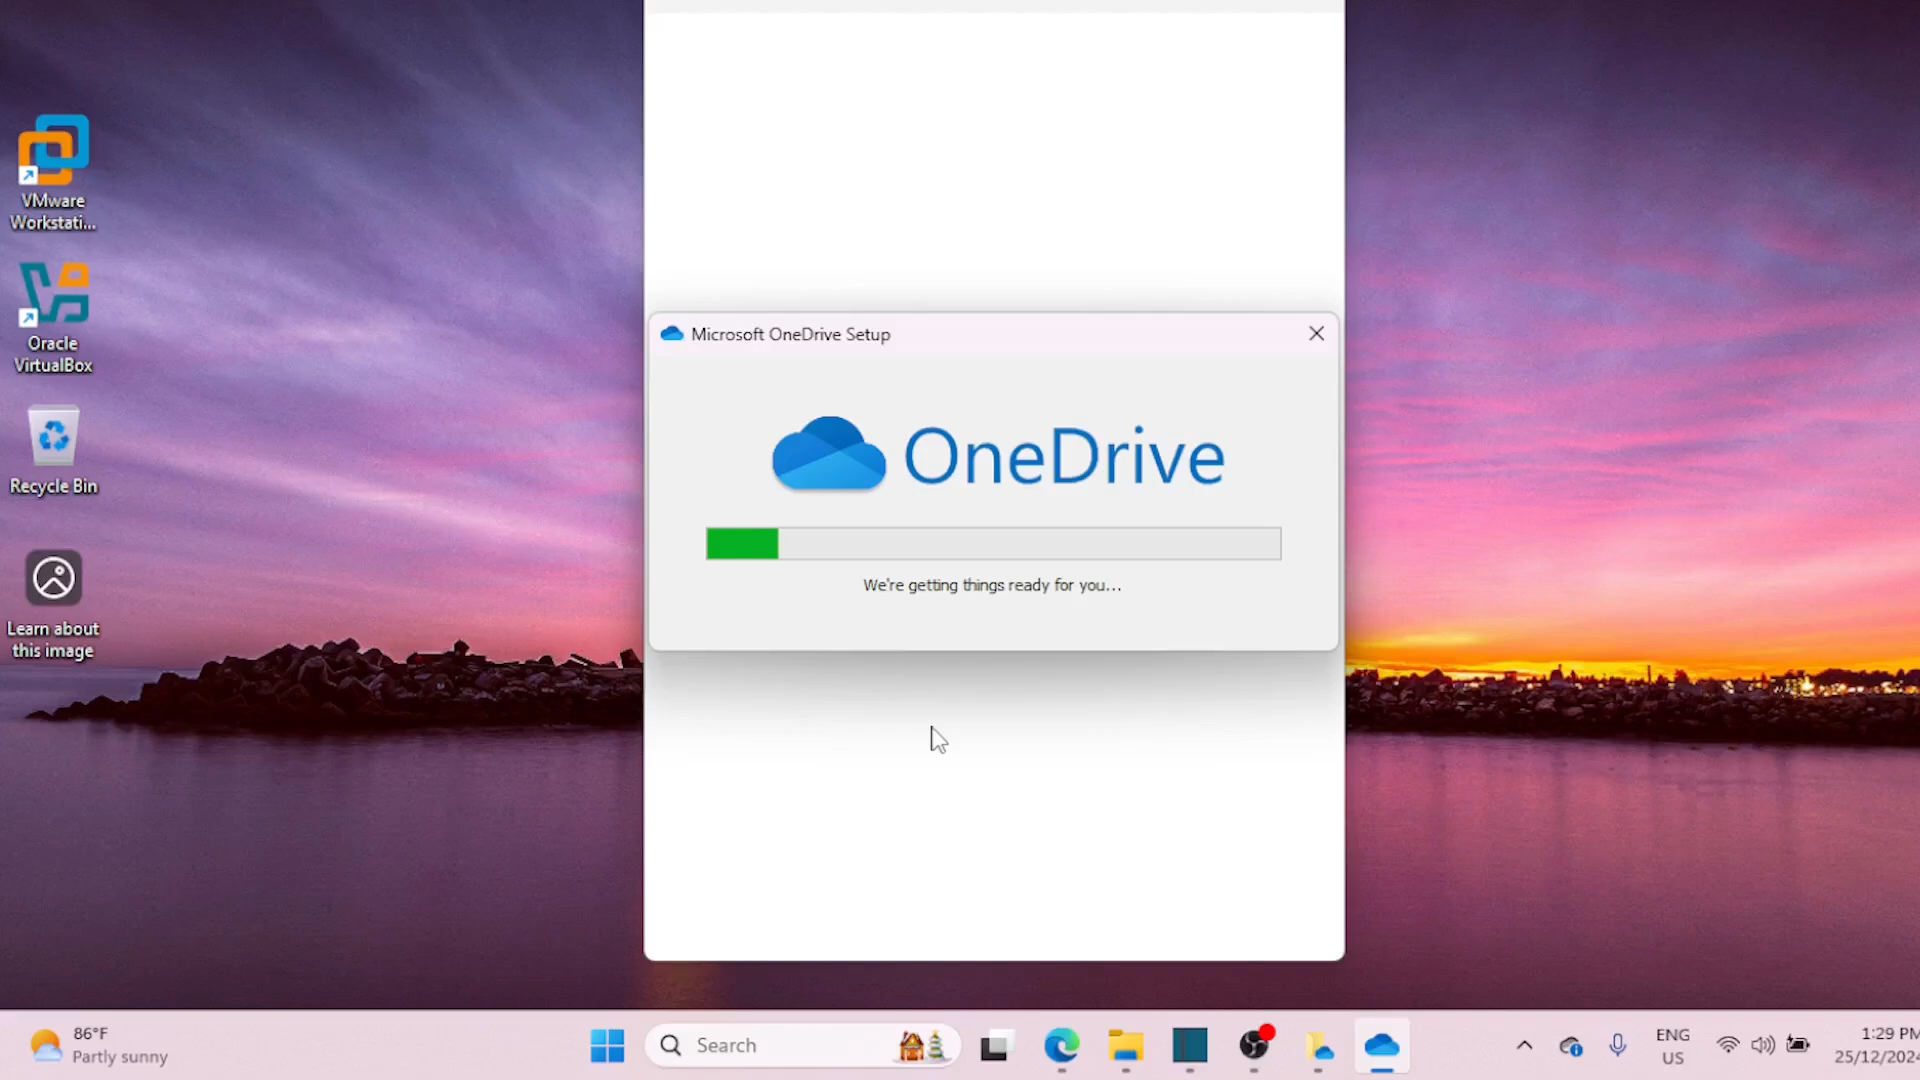 VMware
Workstati...
Oracle
VirtualBox
Recycle Bin
Learn about
this image
Microsoft OneDrive Setup
OneDrive
We're getting things ready for you...
86°F
Partly sunny
Search
ENG
US
1:29 PM
25/12/2024